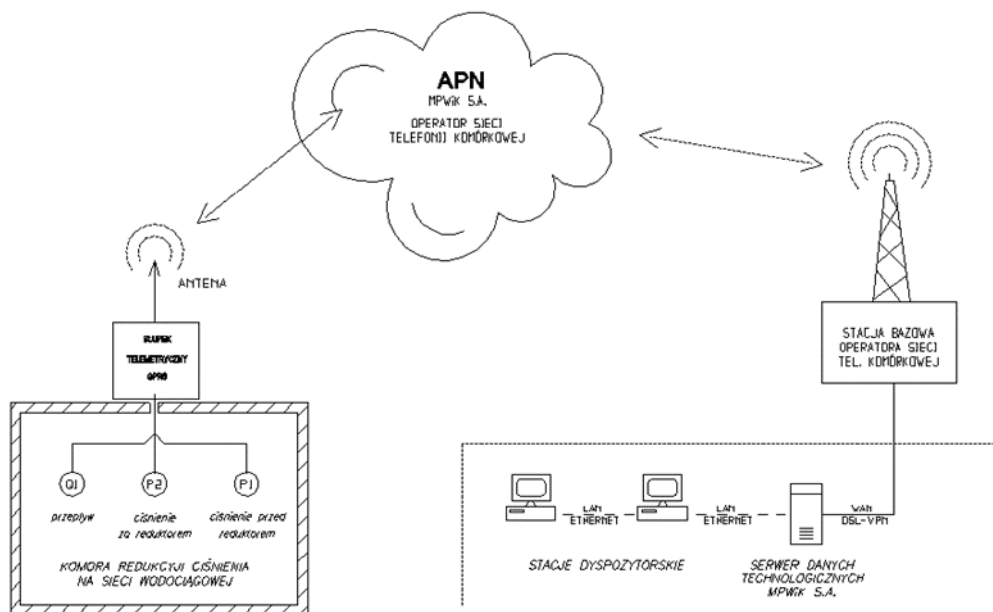 APN
MPWiK S.A.
OPERATOR SIECI
TELEFONII KOMÓRKOWEJ
ANTENA
SŁUPEK
TELEMETRYCZNY
GPRS
STACJA BAZOWA
OPERATORA SIECI
TEL. KOMÓRKOWEJ
Q1
P2
P1
przepływ
ciśnienie
za reduktorem
ciśnienie przed
reduktorem
KOMORA REDUKCYJI CIŚNIENIA
NA SIECI WODOCIĄGOWEJ
LAN
ETHERNET
LAN
ETHERNET
WAN
DSL-VPN
STACJE DYSPOZYTORSKIE
SERWER DANYCH
TECHNOLOGICZNYCH
MPWiK S.A.